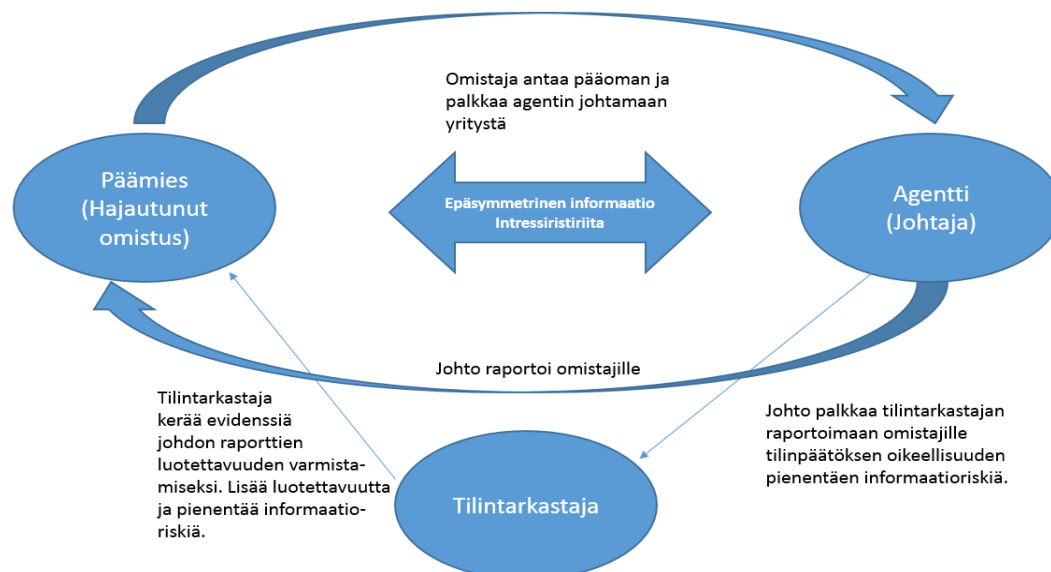 Omistaja antaa pääoman ja
palkkaa agentin johtamaan
yritystä
Päämies
(Hajautunut
omistus)
Epäsymmetrinen informaatio
Intressiristiriita
Agentti
(Johtaja)
Johto raportoi omistajille
Tilintarkastaja
kerää evidenssiä
johdon raporttien
luotettavuuden varmista-
miseksi. Lisää luotettavuutta
ja pienentää informaatio-
riskiä.
Tilintarkastaja
Johto palkkaa tilintarkastajan
raportoimaan omistajille
tilinpäätöksen oikeellisuuden
pienentäen informaatioriskiä.